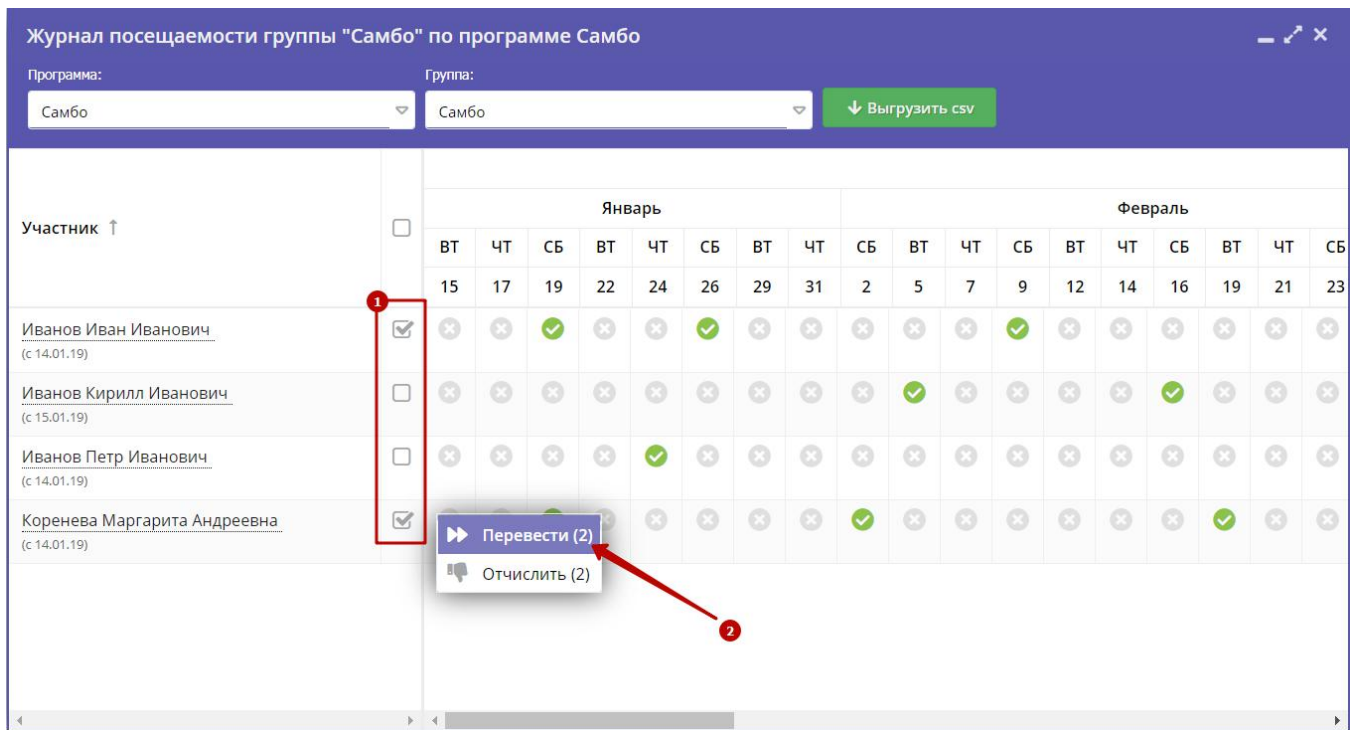 Журнал посещаемости группы "Самбо" по программе Самбо
Программа: Группа:
Самбо Самбо Выгрузить csv
Январь Февраль
Участник
ВТ ЧТ СБ ВТ ЧТ СБ ВТ ЧТ СБ ВТ ЧТ СБ ВТ ЧТ СБ ВТ ЧТ СБ
15 17 19 22 24 26 29 31 2 5 7 9 12 14 16 19 21 23
1
Иванов Иван Иванович
(с 14.01.19)
Иванов Кирилл Иванович
(с 15.01.19)
Иванов Петр Иванович
(с 14.01.19)
Коренева Маргарита Андреевна
(с 14.01.19)
Перевести (2)
Отчислить (2)
2